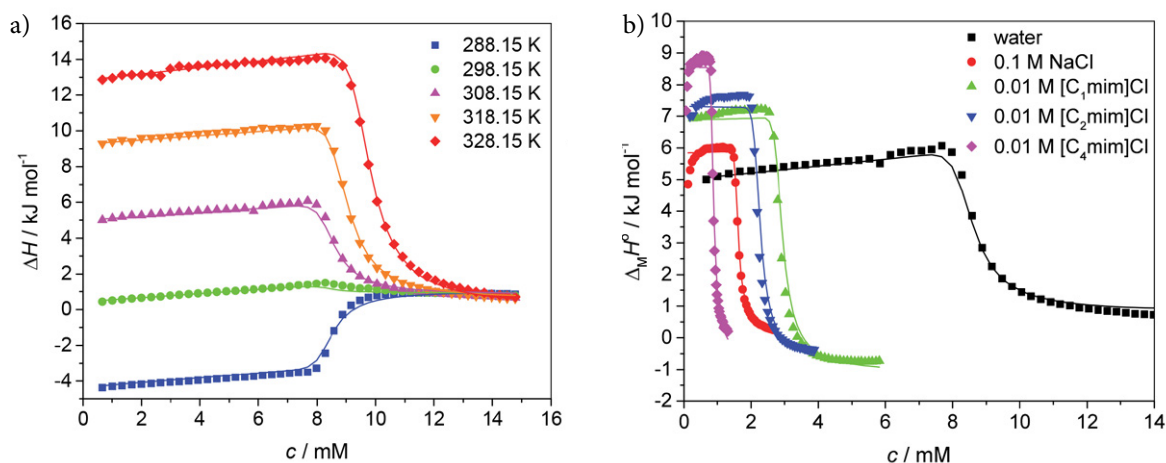 a)
ΔH / kJ mol⁻¹
16
14
12
10
8
6
4
2
0
-2
-4
288.15 K
298.15 K
308.15 K
318.15 K
328.15 K
0 2 4 6 8 10 12 14 16
c / mM
b)
Δ_MH° / kJ mol⁻¹
10
9
8
7
6
5
4
3
2
1
0
-1
-2
water
0.1 M NaCl
0.01 M [C₁mim]Cl
0.01 M [C₂mim]Cl
0.01 M [C₄mim]Cl
0 2 4 6 8 10 12 14
c / mM